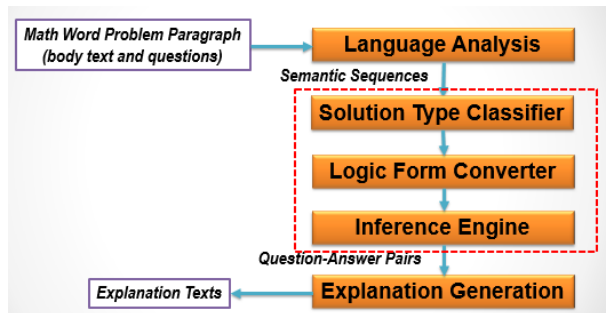 Math Word Problem Paragraph
(body text and questions)
Language Analysis
Semantic Sequences
Solution Type Classifier
Logic Form Converter
Inference Engine
Question-Answer Pairs
Explanation Texts
Explanation Generation